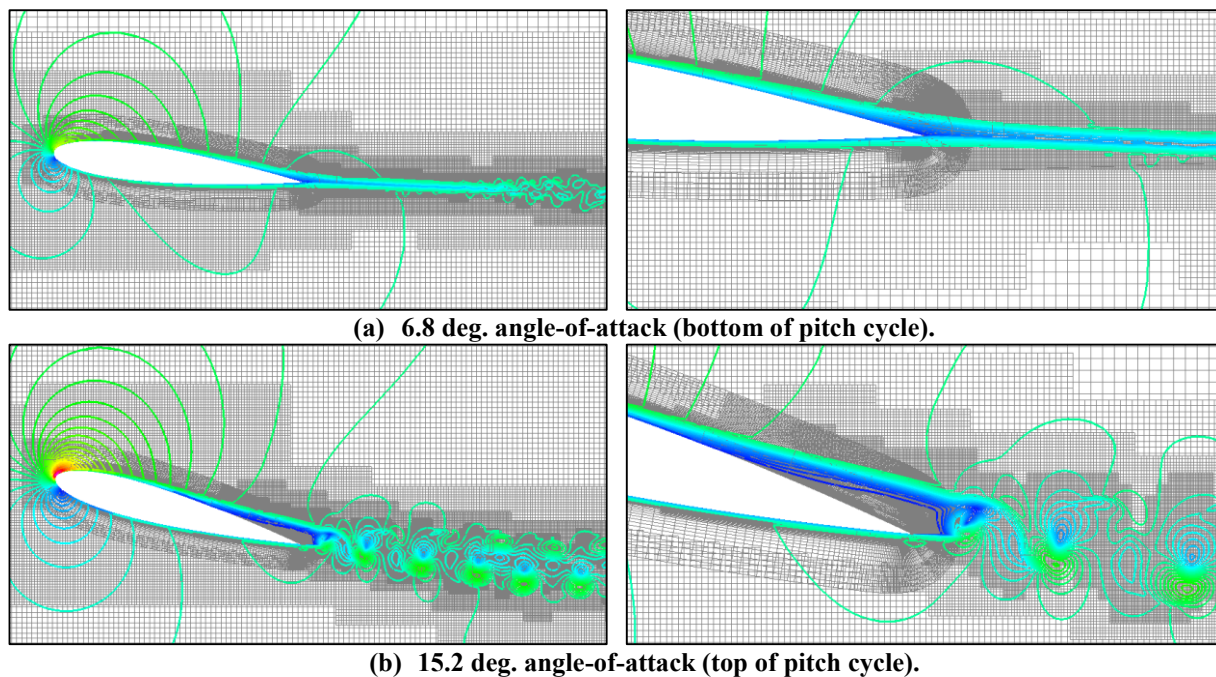 (a) 6.8 deg. angle-of-attack (bottom of pitch cycle).
(b) 15.2 deg. angle-of-attack (top of pitch cycle).